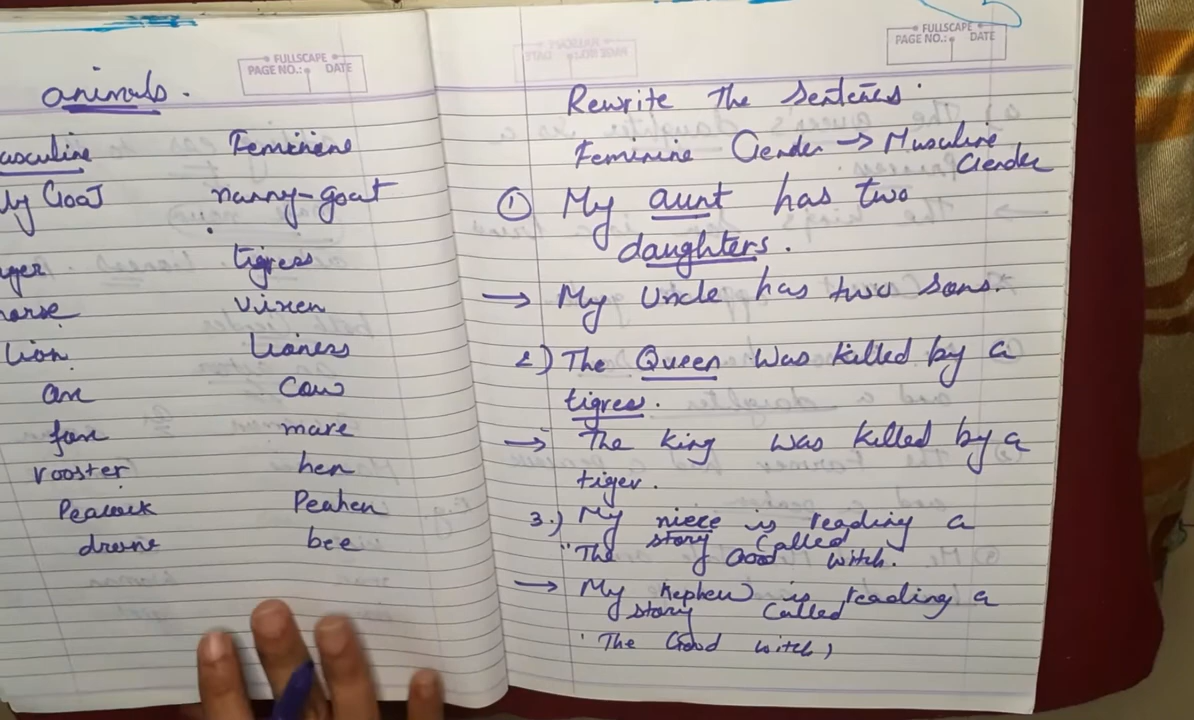 FULLSCAPE
PAGE NO.: DATE
animals.
asculine Feminine
ly Goat nanny-goat
ger tigress
horse vixen
lion Lioness
ox Cow
fox mare
rooster hen
Peacock Peahen
drone bee
FULLSCAPE
PAGE NO.: DATE
Rewrite The Sentences.
Feminine Gender → Masculine
Gender
① My aunt has two
daughters.
→ My Uncle has two sons.
2) The Queen was killed by a
tigres.
→ The king was killed by a
tiger.
3.) My niece is reading a
story called
"The Good witch.
→ My Nephew is reading a
story Called
'The Good witch,